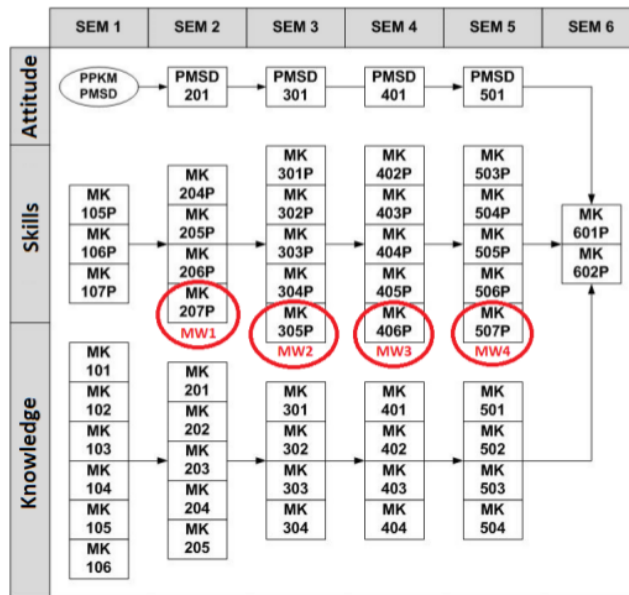 SEM 1 SEM 2 SEM 3 SEM 4 SEM 5 SEM 6
Attitude
PPKM
PMSD
PMSD
201
PMSD
301
PMSD
401
PMSD
501
Skills
MK
105P
MK
106P
MK
107P
MK
204P
MK
205P
MK
206P
MK
207P
MW1
MK
301P
MK
302P
MK
303P
MK
304P
MK
305P
MW2
MK
402P
MK
403P
MK
404P
MK
405P
MK
406P
MW3
MK
503P
MK
504P
MK
505P
MK
506P
MK
507P
MW4
MK
601P
MK
602P
Knowledge
MK
101
MK
102
MK
103
MK
104
MK
105
MK
106
MK
201
MK
202
MK
203
MK
204
MK
205
MK
301
MK
302
MK
303
MK
304
MK
401
MK
402
MK
403
MK
404
MK
501
MK
502
MK
503
MK
504